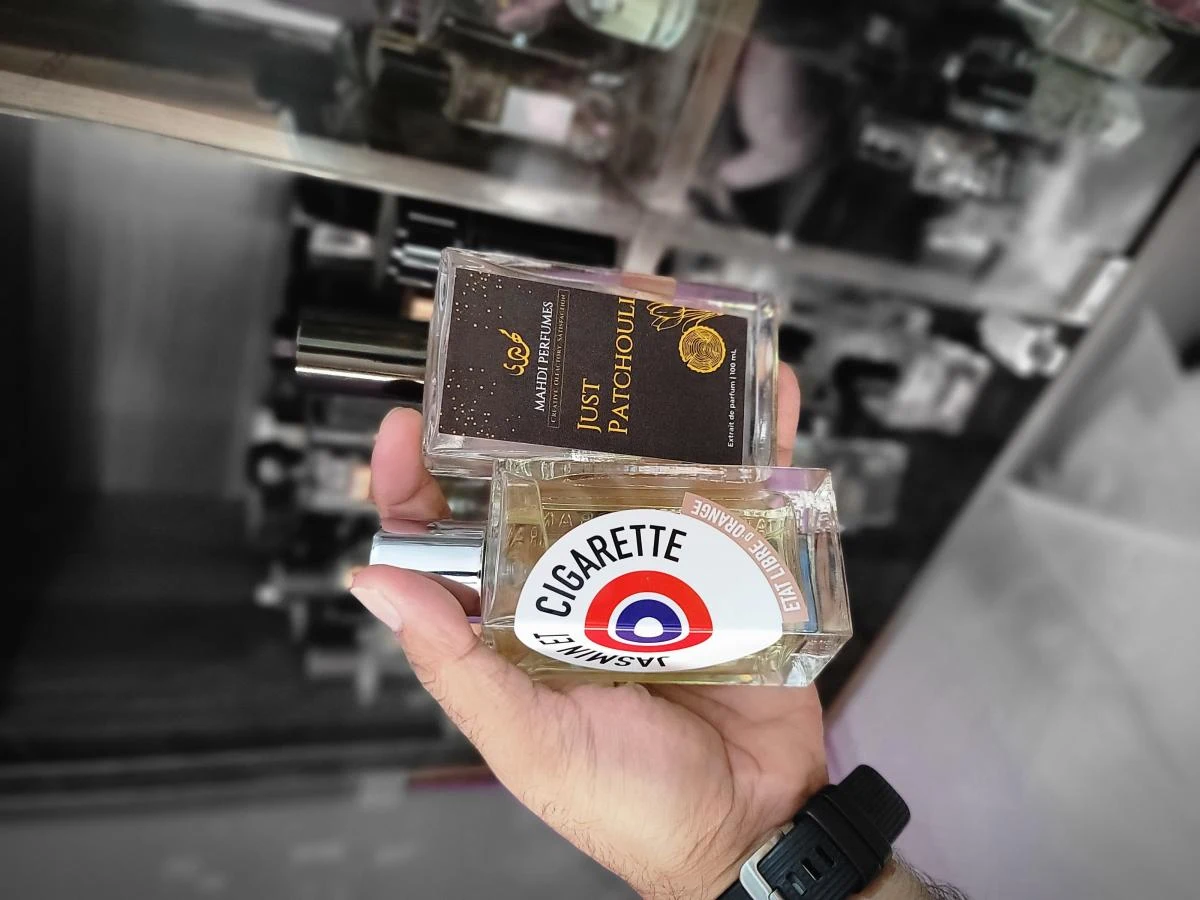 MAHDI PERFUMES
CREATIVE OLFACTORY SATISFACTION
JUST
PATCHOULI
Extrait de parfum | 100 mL
ETAT LIBRE D'ORANGE
JASMIN ET
CIGARETTE